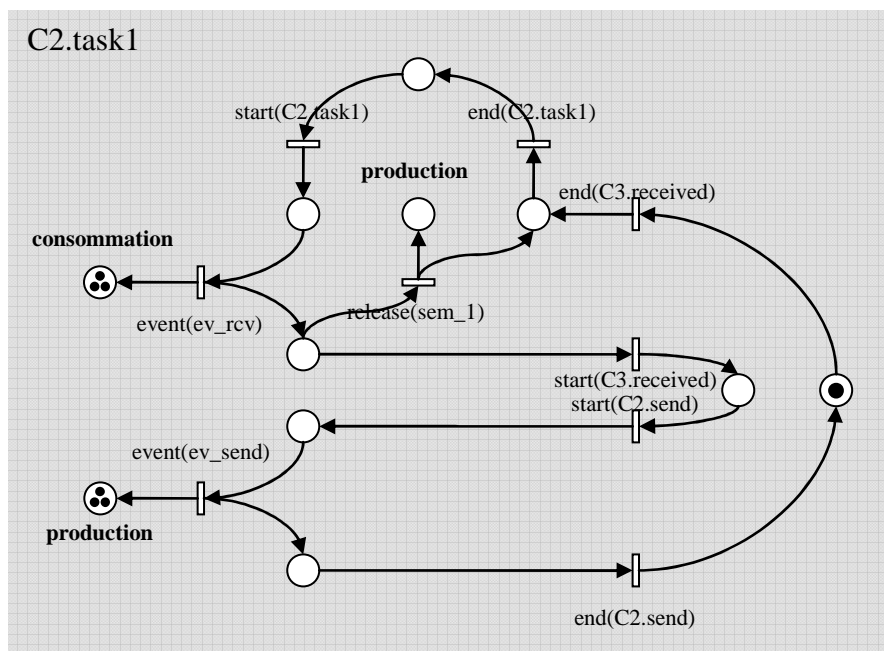 C2.task1
start(C2.task1)
end(C2.task1)
production
end(C3.received)
consommation
event(ev_rcv)
release(sem_1)
start(C3.received)
start(C2.send)
event(ev_send)
production
end(C2.send)